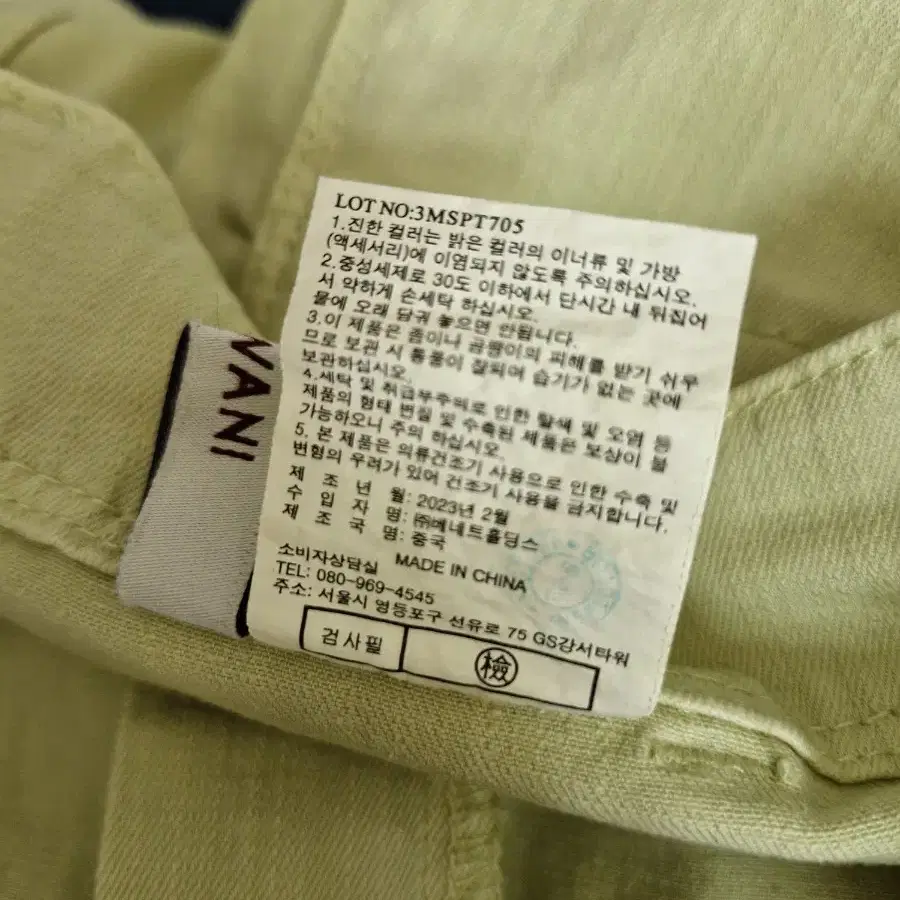 LOT NO:3MSPT705
1.진한 컬러는 밝은 컬러의 이너류 및 가방
(액세서리)에 이염되지 않도록 주의하십시오.
2.중성세제로 30도 이하에서 단시간 내 뒤집어
서 약하게 손세탁 하십시오.
물에 오래 담궈 놓으면 안됩니다.
3.이 제품은 좀이나 곰팡이의 피해를 받기 쉬우
므로 보관 시 통풍이 잘되며 습기가 없는 곳에
보관하십시오.
4.세탁 및 취급부주의로 인한 탈색 및 오염 등
제품의 형태 변질 및 수축된 제품은 보상이 불
가능하오니 주의 하십시오.
5. 본 제품은 의류건조기 사용으로 인한 수축 및
변형의 우려가 있어 건조기 사용을 금지합니다.
제 조 년 월: 2023년 2월
수 입 자 명: ㈜베네트홀딩스
제 조 국 명: 중국
소비자상담실 MADE IN CHINA
TEL: 080-969-4545
주소: 서울시 영등포구 선유로 75 GS강서타워
검사필 檢
VANI